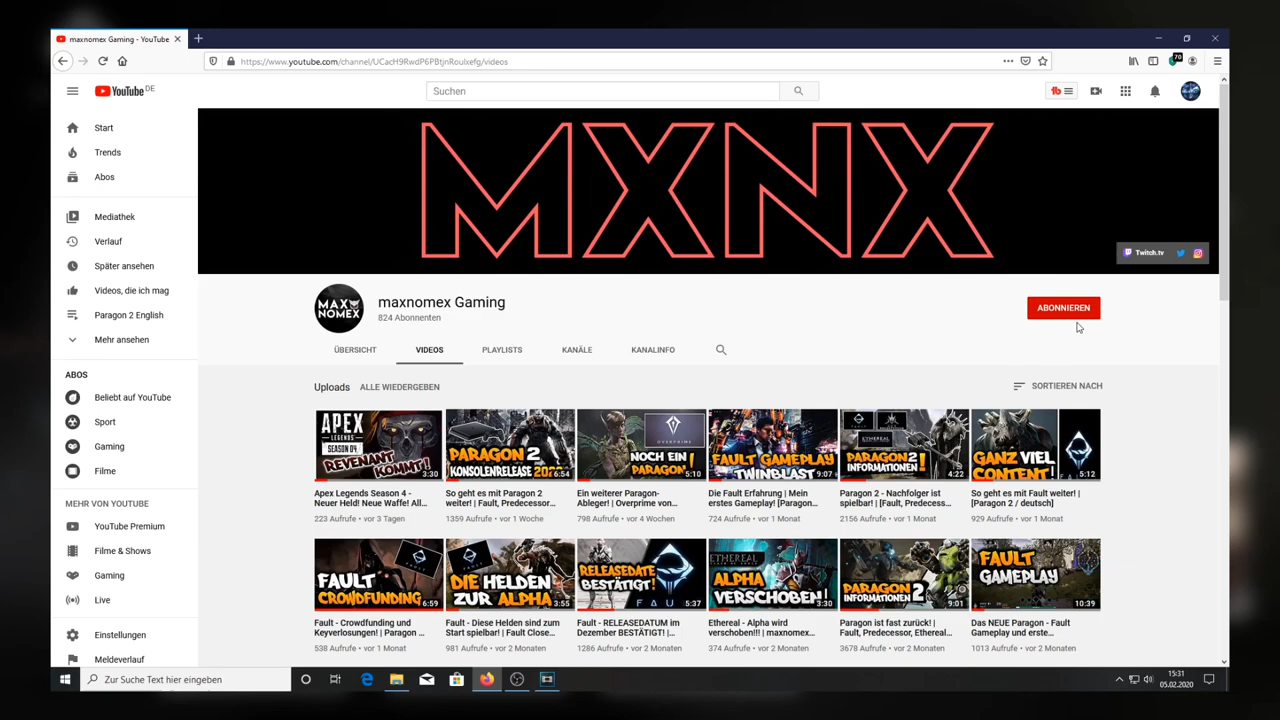 maxnomex Gaming - YouTube
https://www.youtube.com/channel/UCacH9RwdP6PBtjnRoulxefg/videos
70
YouTube DE
Suchen
Start
Trends
Abos
Mediathek
Verlauf
Später ansehen
Videos, die ich mag
Paragon 2 English
Mehr ansehen
ABOS
Beliebt auf YouTube
Sport
Gaming
Filme
MEHR VON YOUTUBE
YouTube Premium
Filme & Shows
Gaming
Live
Einstellungen
Meldeverlauf
MXNX
Twitch.tv
MAX NOMEX
maxnomex Gaming
824 Abonnenten
ABONNIEREN
ÜBERSICHT VIDEOS PLAYLISTS KANÄLE KANALINFO
Uploads ALLE WIEDERGEBEN
SORTIEREN NACH
APEX
LEGENDS
SEASON 04
REVENANT
KOMMT!
3:30
Apex Legends Season 4 -
Neuer Held! Neue Waffe! All...
223 Aufrufe • vor 3 Tagen
PARAGON 2
KONSOLENRELEASE
6:54
So geht es mit Paragon 2
weiter! | Fault, Predecessor...
1359 Aufrufe • vor 1 Woche
OVERPRIME
NOCH EIN
PARAGON!
5:10
Ein weiterer Paragon-
Ableger! | Overprime von...
798 Aufrufe • vor 4 Wochen
FAULT GAMEPLAY
TWINBLAST
9:07
Die Fault Erfahrung | Mein
erstes Gameplay! [Paragon...
724 Aufrufe • vor 1 Monat
ETHEREAL
PARAGON 2
INFORMATIONEN!
4:22
Paragon 2 - Nachfolger ist
spielbar! | [Fault, Predecess...
2156 Aufrufe • vor 1 Monat
GANZ VIEL
CONTENT!
5:12
So geht es mit Fault weiter! |
[Paragon 2 / deutsch]
929 Aufrufe • vor 1 Monat
FAULT
CROWDFUNDING
6:59
Fault - Crowdfunding und
Keyverlosungen! | Paragon ...
538 Aufrufe • vor 1 Monat
DIE HELDEN
ZUR ALPHA
3:55
Fault - Diese Helden sind zum
Start spielbar! | Fault Close...
981 Aufrufe • vor 2 Monaten
RELEASEDATE
BESTÄTIGT!
FAU
5:37
Fault - RELEASEDATUM im
Dezember BESTÄTIGT! |...
1286 Aufrufe • vor 2 Monaten
ETHEREAL
ALPHA
VERSCHOBEN!
3:30
Ethereal - Alpha wird
verschoben!!! | maxnomex...
374 Aufrufe • vor 2 Monaten
PARAGON 2
INFORMATIONEN
9:01
Paragon ist fast zurück! |
Fault, Predecessor, Ethereal...
3678 Aufrufe • vor 2 Monaten
FAULT
GAMEPLAY
10:39
Das NEUE Paragon - Fault
Gameplay und erste...
1013 Aufrufe • vor 2 Monaten
Zur Suche Text hier eingeben
15:31
05.02.2020